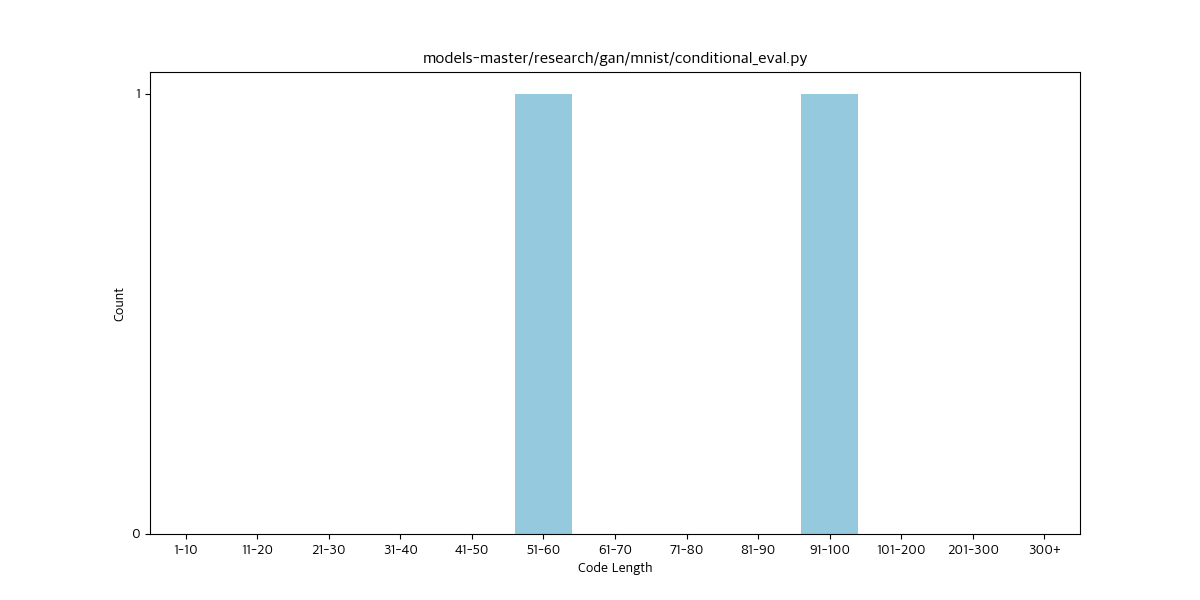 models-master/research/gan/mnist/conditional_eval.py
1
0
Count
1-10 11-20 21-30 31-40 41-50 51-60 61-70 71-80 81-90 91-100 101-200 201-300 300+
Code Length